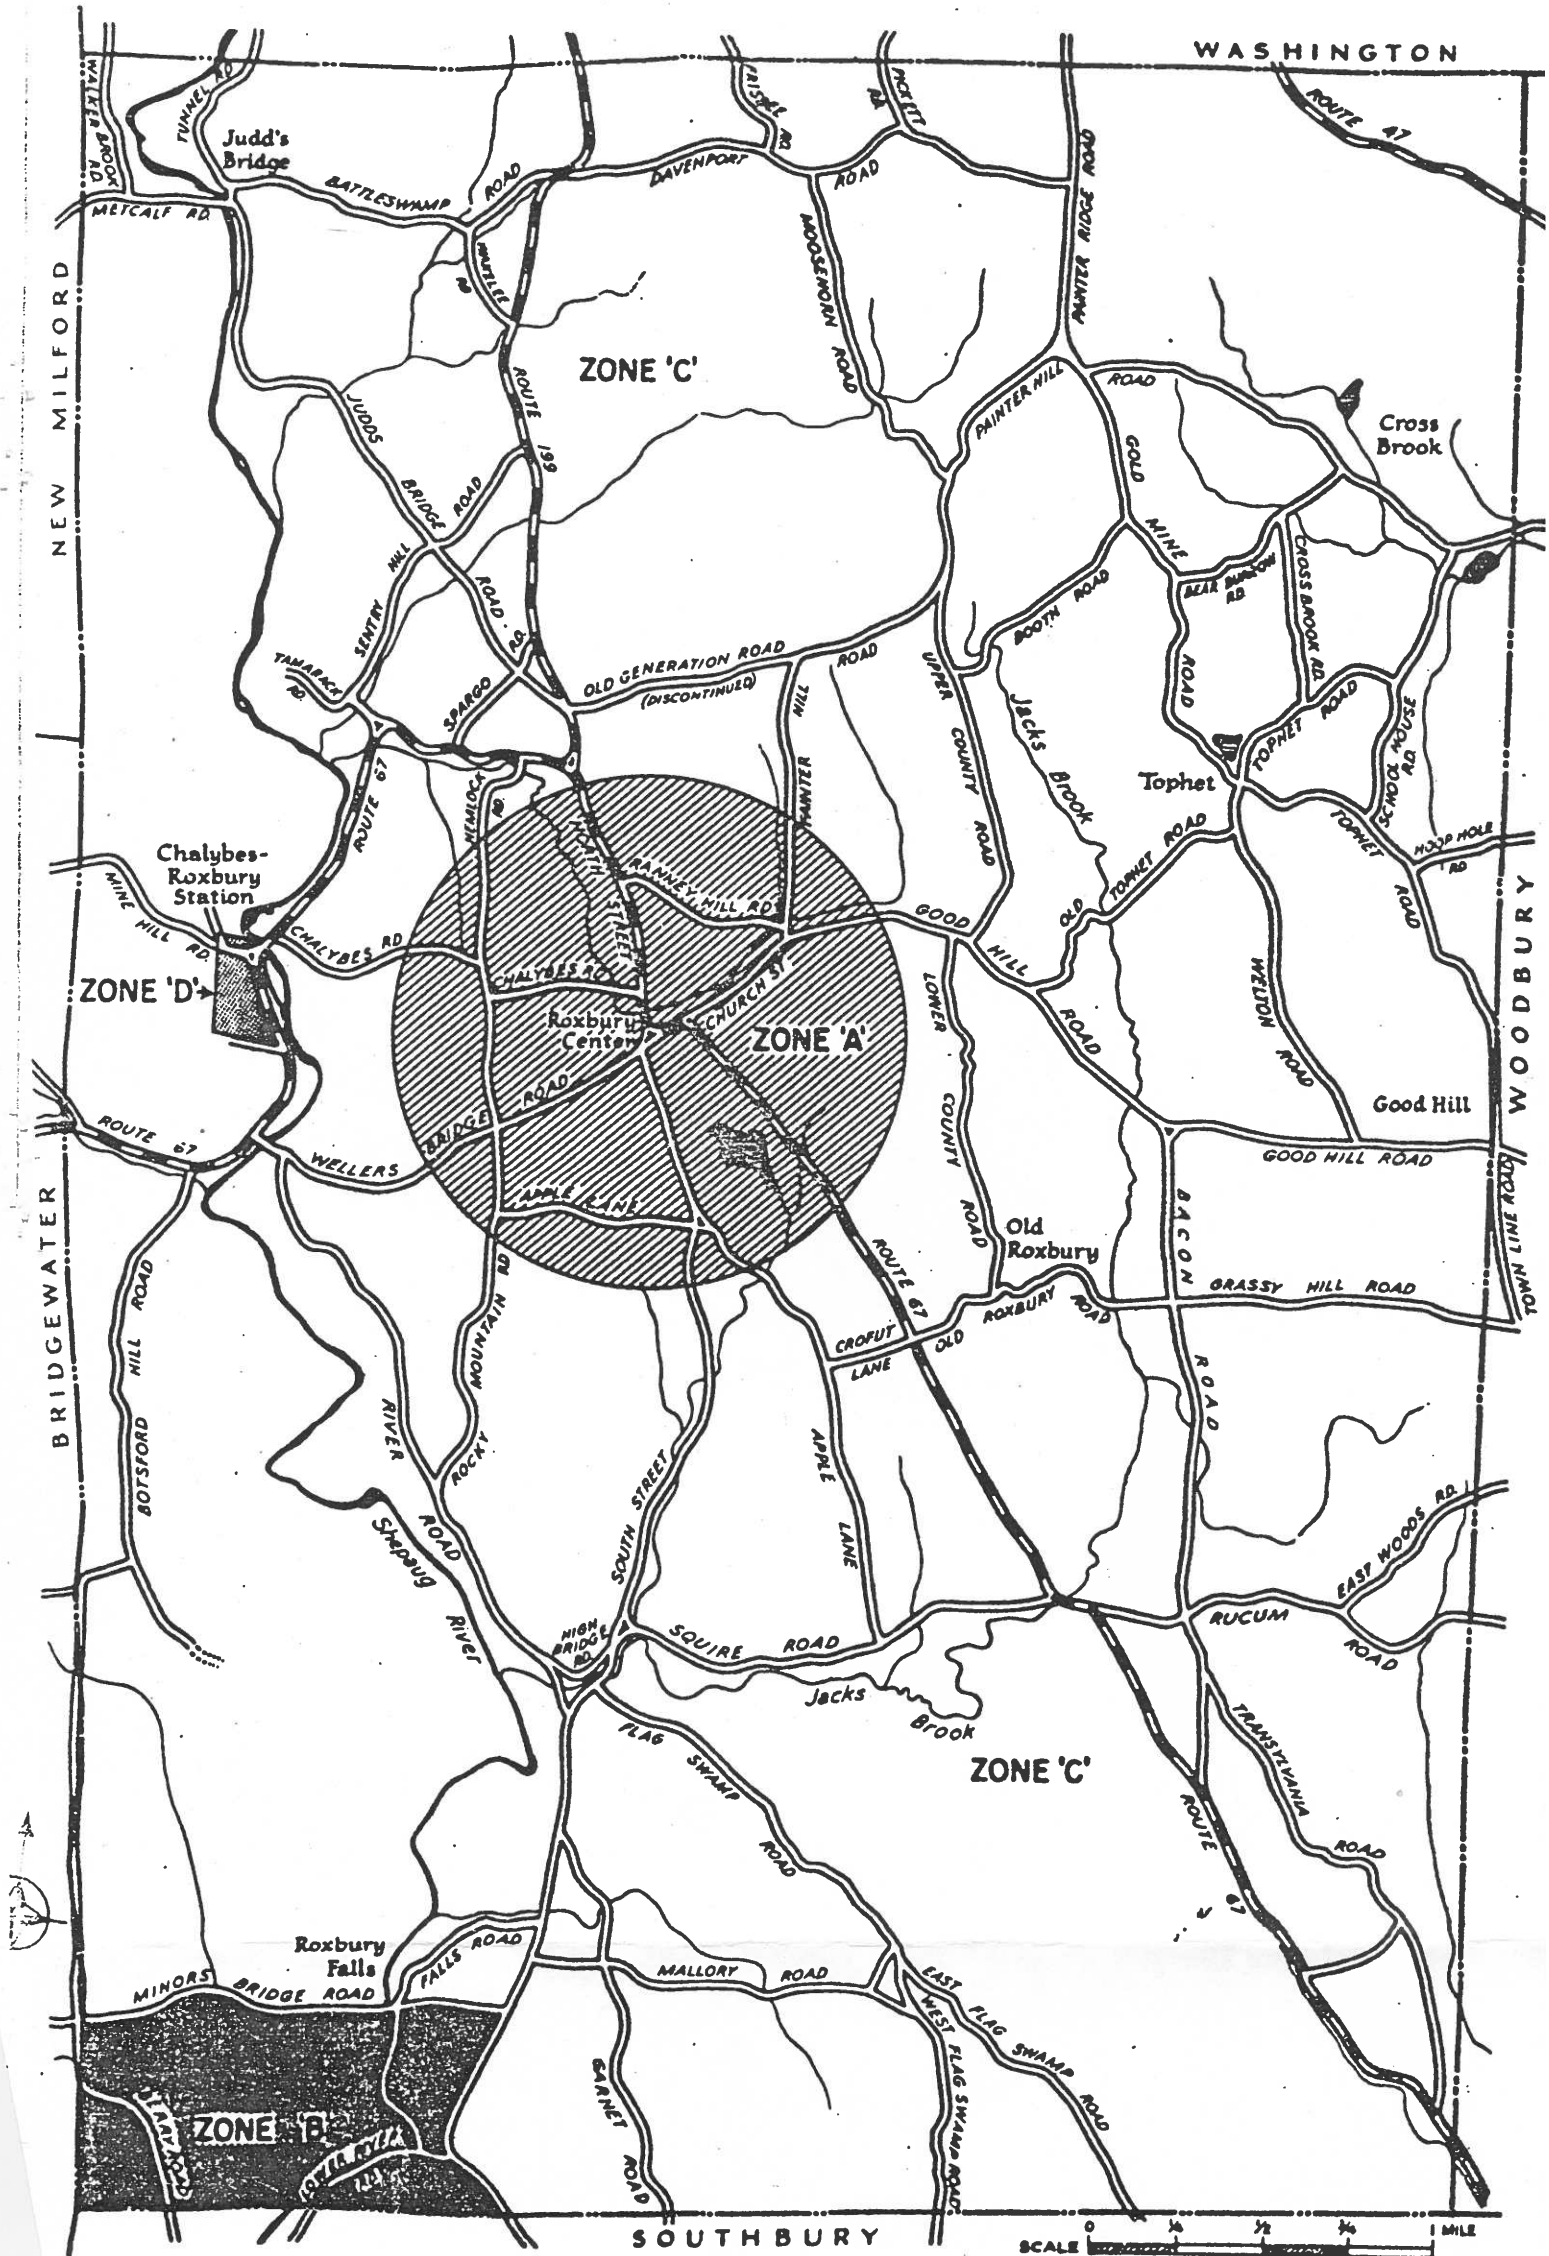 WASHINGTON
WALKER BROOK RD.
TUNNEL RD
FRISBEE RD.
PICKETT RD.
ROUTE 47
Judd's
Bridge
BATTLESWAMP ROAD
DAVENPORT ROAD
METCALF RD.
MOOSEHORN ROAD
PAINTER RIDGE ROAD
NEW MILFORD
ZONE 'C'
ROUTE 199
PAINTER HILL ROAD
Cross
Brook
JUDDS BRIDGE ROAD
SENTRY HILL ROAD
GOLD MINE ROAD
BEAR BURROW
RD.
CROSS BROOK RD.
BOOTH ROAD
TAMARACK
RD.
SPARGO RD.
OLD GENERATION ROAD
(DISCONTINUED)
ROAD
UPPER COUNTY ROAD
PAINTER HILL
Jacks Brook
TOPHET ROAD
SCHOOL HOUSE RD.
Tophet
ROUTE 67
HEMLOCK RD.
HEATH STREET
RANNEY HILL RD
TOPHET ROAD
HOOP HOLE
RD
OLD TOPHET ROAD
Chalybes-
Roxbury
Station
MINE HILL RD.
CHALYBES RD
GOOD HILL ROAD
WELTON ROAD
WOODBURY
ZONE 'D'
CHALYBES RD
Roxbury
Center
CHURCH ST.
ZONE 'A'
LOWER COUNTY ROAD
Good Hill
ROUTE 67
WELLERS BRIDGE ROAD
GOOD HILL ROAD
TOWN LINE ROAD
BRIDGEWATER
APPLE LANE
ROUTE 67
Old
Roxbury
BACON ROAD
GRASSY HILL ROAD
BOTSFORD HILL ROAD
RIVER ROAD
ROCKY MOUNTAIN RD
CROFUT
LANE
OLD ROXBURY ROAD
APPLE LANE
SOUTH STREET
Shepaug River
EAST WOODS RD.
HIGH
BRIDGE
RD.
SQUIRE ROAD
RUCUM ROAD
Jacks
Brook
FLAG SWAMP ROAD
ZONE 'C'
TRANSYLVANIA ROAD
ROUTE 67
Roxbury
Falls
FALLS ROAD
MINORS BRIDGE ROAD
MALLORY ROAD
EAST FLAG SWAMP ROAD
WEST FLAG SWAMP ROAD
GARNET ROAD
BERRY ROAD
ZONE 'B'
LOWER RIVER
RD.
SOUTHBURY
0 1/4 1/2 3/4 1 MILE
SCALE